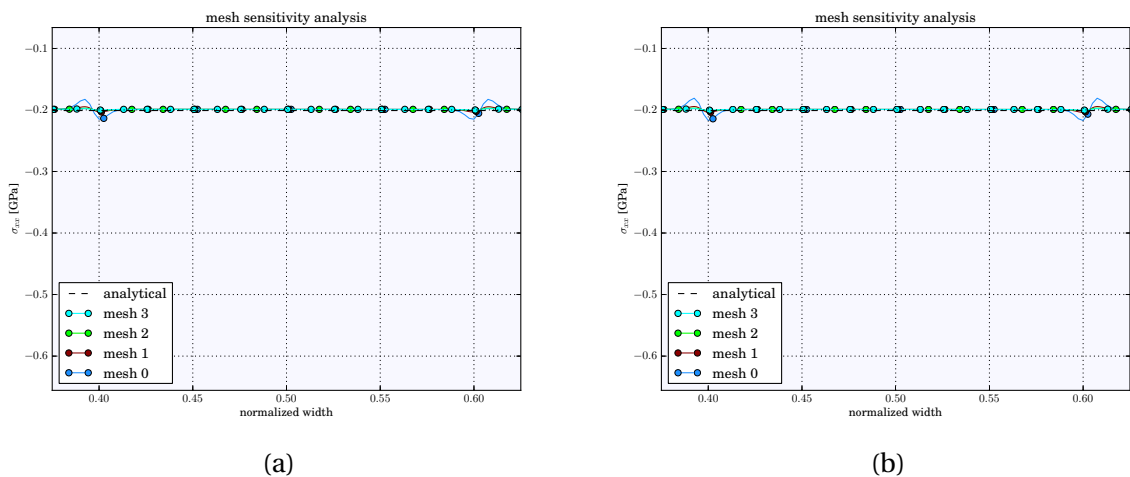 mesh sensitivity analysis
−0.1
−0.2
−0.3
−0.4
−0.5
−0.6
σxx [GPa]
analytical
mesh 3
mesh 2
mesh 1
mesh 0
0.40 0.45 0.50 0.55 0.60
normalized width
(a)
mesh sensitivity analysis
−0.1
−0.2
−0.3
−0.4
−0.5
−0.6
σxx [GPa]
analytical
mesh 3
mesh 2
mesh 1
mesh 0
0.40 0.45 0.50 0.55 0.60
normalized width
(b)